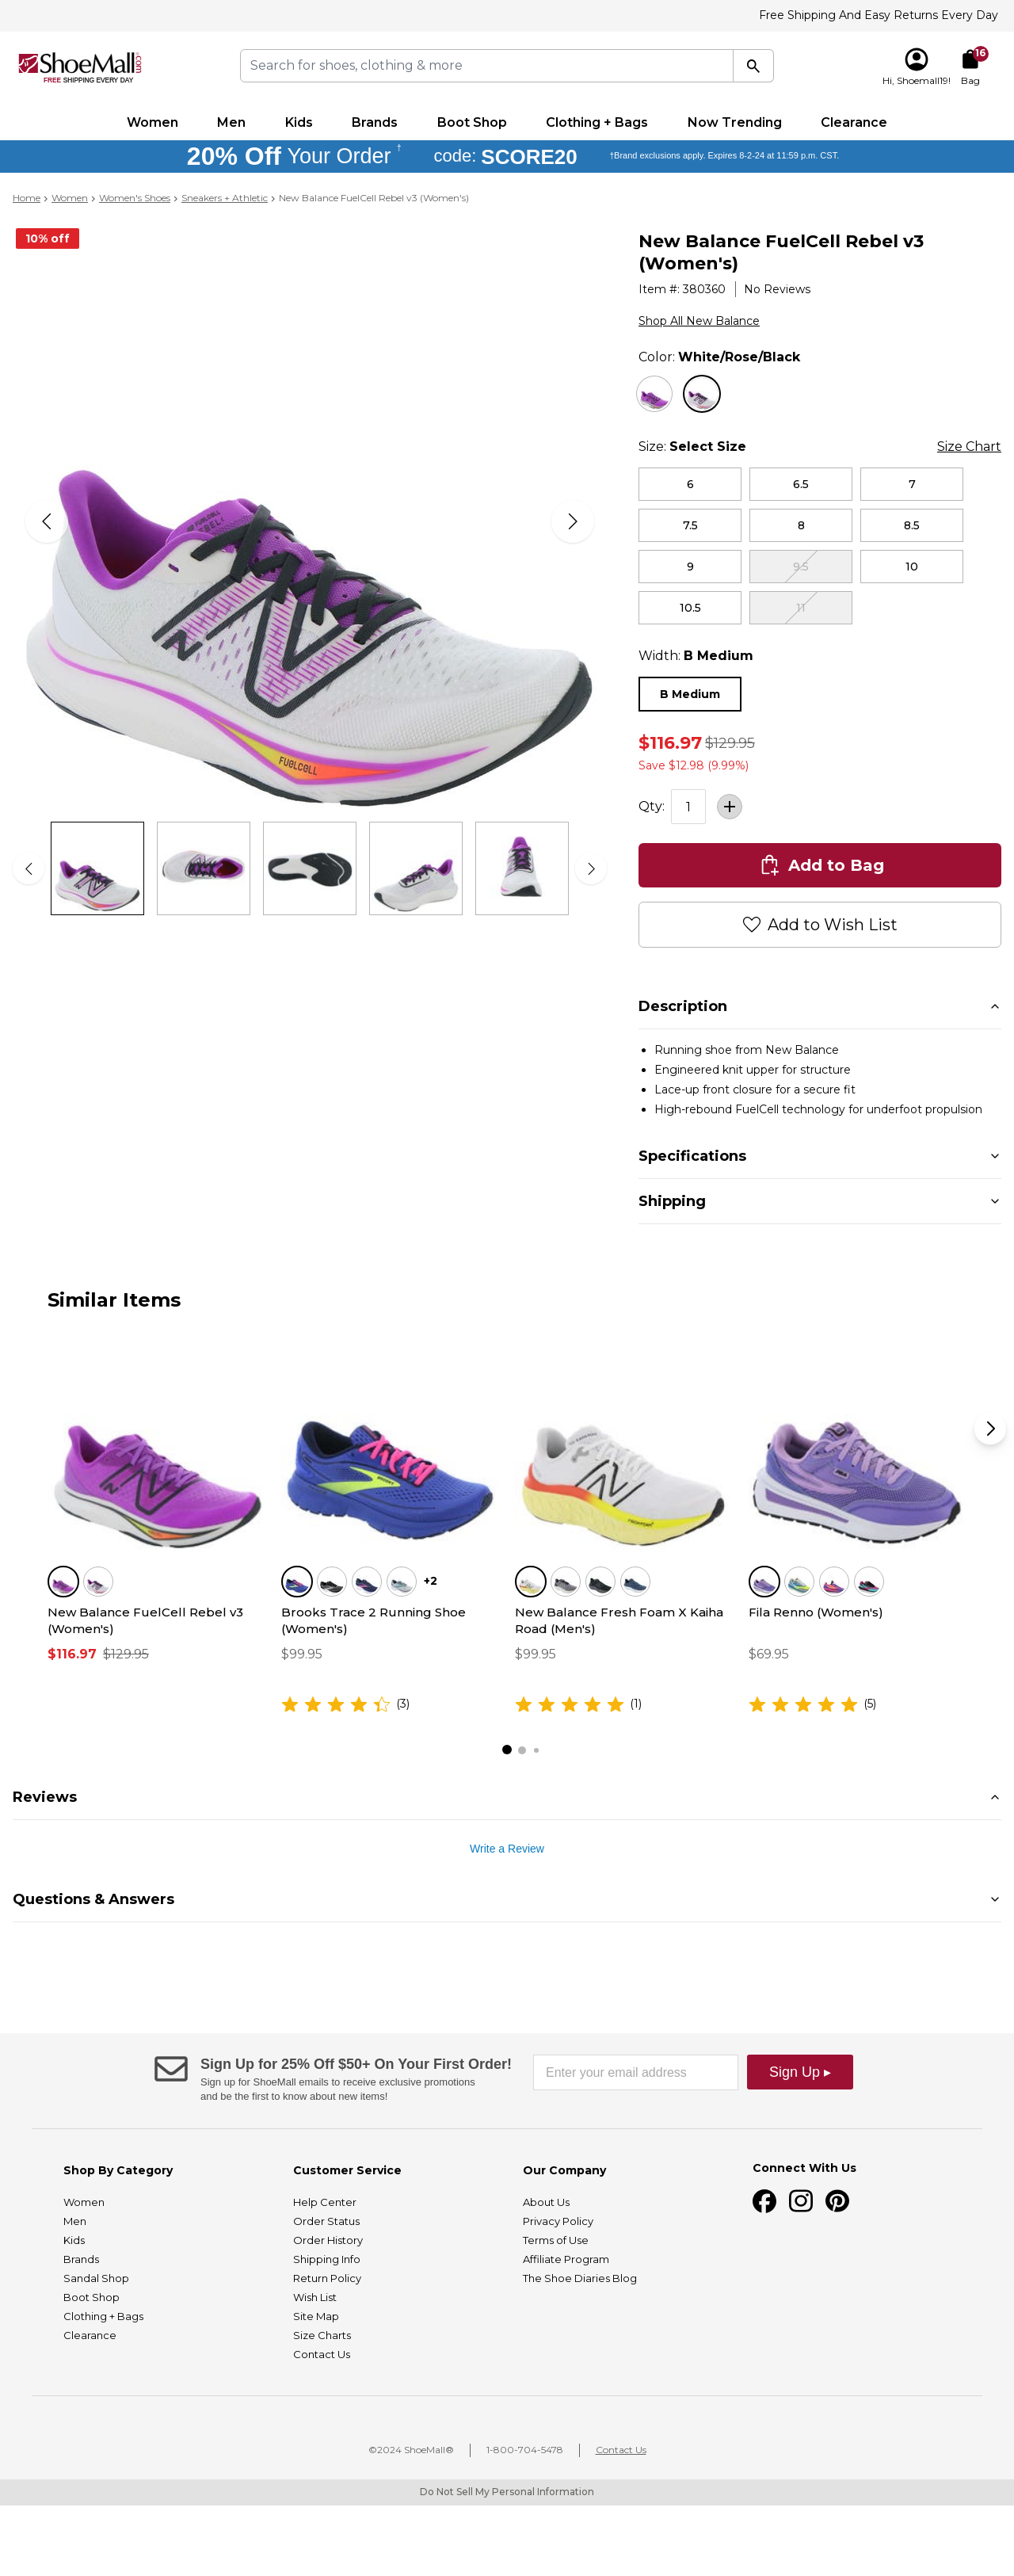 Free Shipping And Easy Returns Every Day
ShoeMall.com
FREE SHIPPING EVERY DAY
Search for shoes, clothing & more
16
Hi, Shoemall19!
Bag
Women Men Kids Brands Boot Shop Clothing + Bags Now Trending Clearance
20% Off Your Order † code: SCORE20 †Brand exclusions apply. Expires 8-2-24 at 11:59 p.m. CST.
Home > Women > Women's Shoes > Sneakers + Athletic > New Balance FuelCell Rebel v3 (Women's)
10% off
FUELCELL
New Balance FuelCell Rebel v3
(Women's)
Item #: 380360 | No Reviews
Shop All New Balance
Color: White/Rose/Black
Size: Select Size
Size Chart
6 6.5 7
7.5 8 8.5
9 9.5 10
10.5 11
Width: B Medium
B Medium
$116.97 $129.95
Save $12.98 (9.99%)
Qty: 1 +
Add to Bag
Add to Wish List
Description
• Running shoe from New Balance
• Engineered knit upper for structure
• Lace-up front closure for a secure fit
• High-rebound FuelCell technology for underfoot propulsion
Specifications
Shipping
Similar Items
New Balance FuelCell Rebel v3
(Women's)
$116.97 $129.95
+2
Brooks Trace 2 Running Shoe
(Women's)
$99.95
(3)
New Balance Fresh Foam X Kaiha
Road (Men's)
$99.95
(1)
Fila Renno (Women's)
$69.95
(5)
Reviews
Write a Review
Questions & Answers
Sign Up for 25% Off $50+ On Your First Order!
Sign up for ShoeMall emails to receive exclusive promotions
and be the first to know about new items!
Enter your email address
Sign Up ▸
Shop By Category
Women
Men
Kids
Brands
Sandal Shop
Boot Shop
Clothing + Bags
Clearance
Customer Service
Help Center
Order Status
Order History
Shipping Info
Return Policy
Wish List
Site Map
Size Charts
Contact Us
Our Company
About Us
Privacy Policy
Terms of Use
Affiliate Program
The Shoe Diaries Blog
Connect With Us
©2024 ShoeMall® | 1-800-704-5478 | Contact Us
Do Not Sell My Personal Information